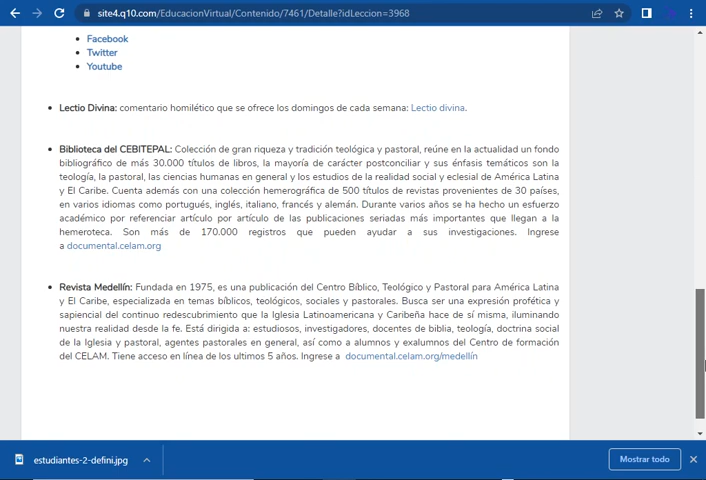 site4.q10.com/EducacionVirtual/Contenido/7461/Detalle?idLeccion=3968
Facebook
Twitter
Youtube
Lectio Divina: comentario homilético que se ofrece los domingos de cada semana: Lectio divina.
Biblioteca del CEBITEPAL: Colección de gran riqueza y tradición teológica y pastoral, reúne en la actualidad un fondo
bibliográfico de más 30.000 títulos de libros, la mayoría de carácter postconciliar y sus énfasis temáticos son la
teología, la pastoral, las ciencias humanas en general y los estudios de la realidad social y eclesial de América Latina
y El Caribe. Cuenta además con una colección hemerográfica de 500 títulos de revistas provenientes de 30 países,
en varios idiomas como portugués, inglés, italiano, francés y alemán. Durante varios años se ha hecho un esfuerzo
académico por referenciar artículo por artículo de las publicaciones seriadas más importantes que llegan a la
hemeroteca. Son más de 170.000 registros que pueden ayudar a sus investigaciones. Ingrese
a documental.celam.org
Revista Medellín: Fundada en 1975, es una publicación del Centro Bíblico, Teológico y Pastoral para América Latina
y El Caribe, especializada en temas bíblicos, teológicos, sociales y pastorales. Busca ser una expresión profética y
sapiencial del continuo redescubrimiento que la Iglesia Latinoamericana y Caribeña hace de sí misma, iluminando
nuestra realidad desde la fe. Está dirigida a: estudiosos, investigadores, docentes de biblia, teología, doctrina social
de la Iglesia y pastoral, agentes pastorales en general, así como a alumnos y exalumnos del Centro de formación
del CELAM. Tiene acceso en línea de los ultimos 5 años. Ingrese a documental.celam.org/medellín
estudiantes-2-defini.jpg
Mostrar todo